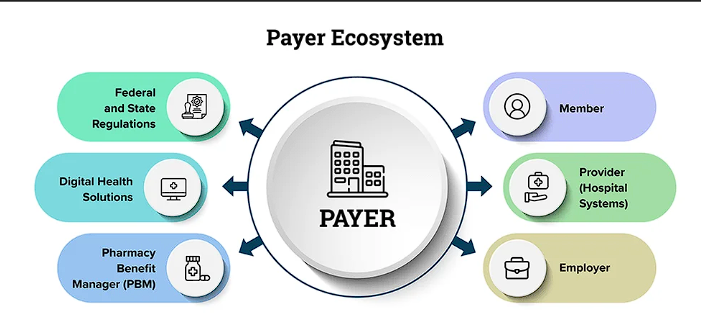 Payer Ecosystem
Federal
and State
Regulations
Digital Health
Solutions
Pharmacy
Benefit
Manager (PBM)
PAYER
Member
Provider
(Hospital
Systems)
Employer